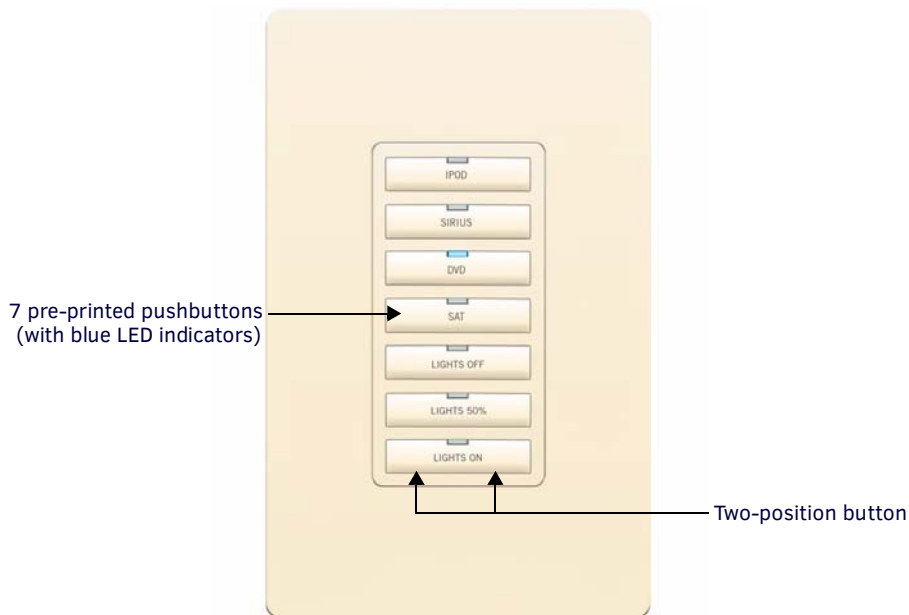 IPOD
SIRIUS
DVD
7 pre-printed pushbuttons
(with blue LED indicators)
SAT
LIGHTS OFF
LIGHTS 50%
LIGHTS ON
Two-position button